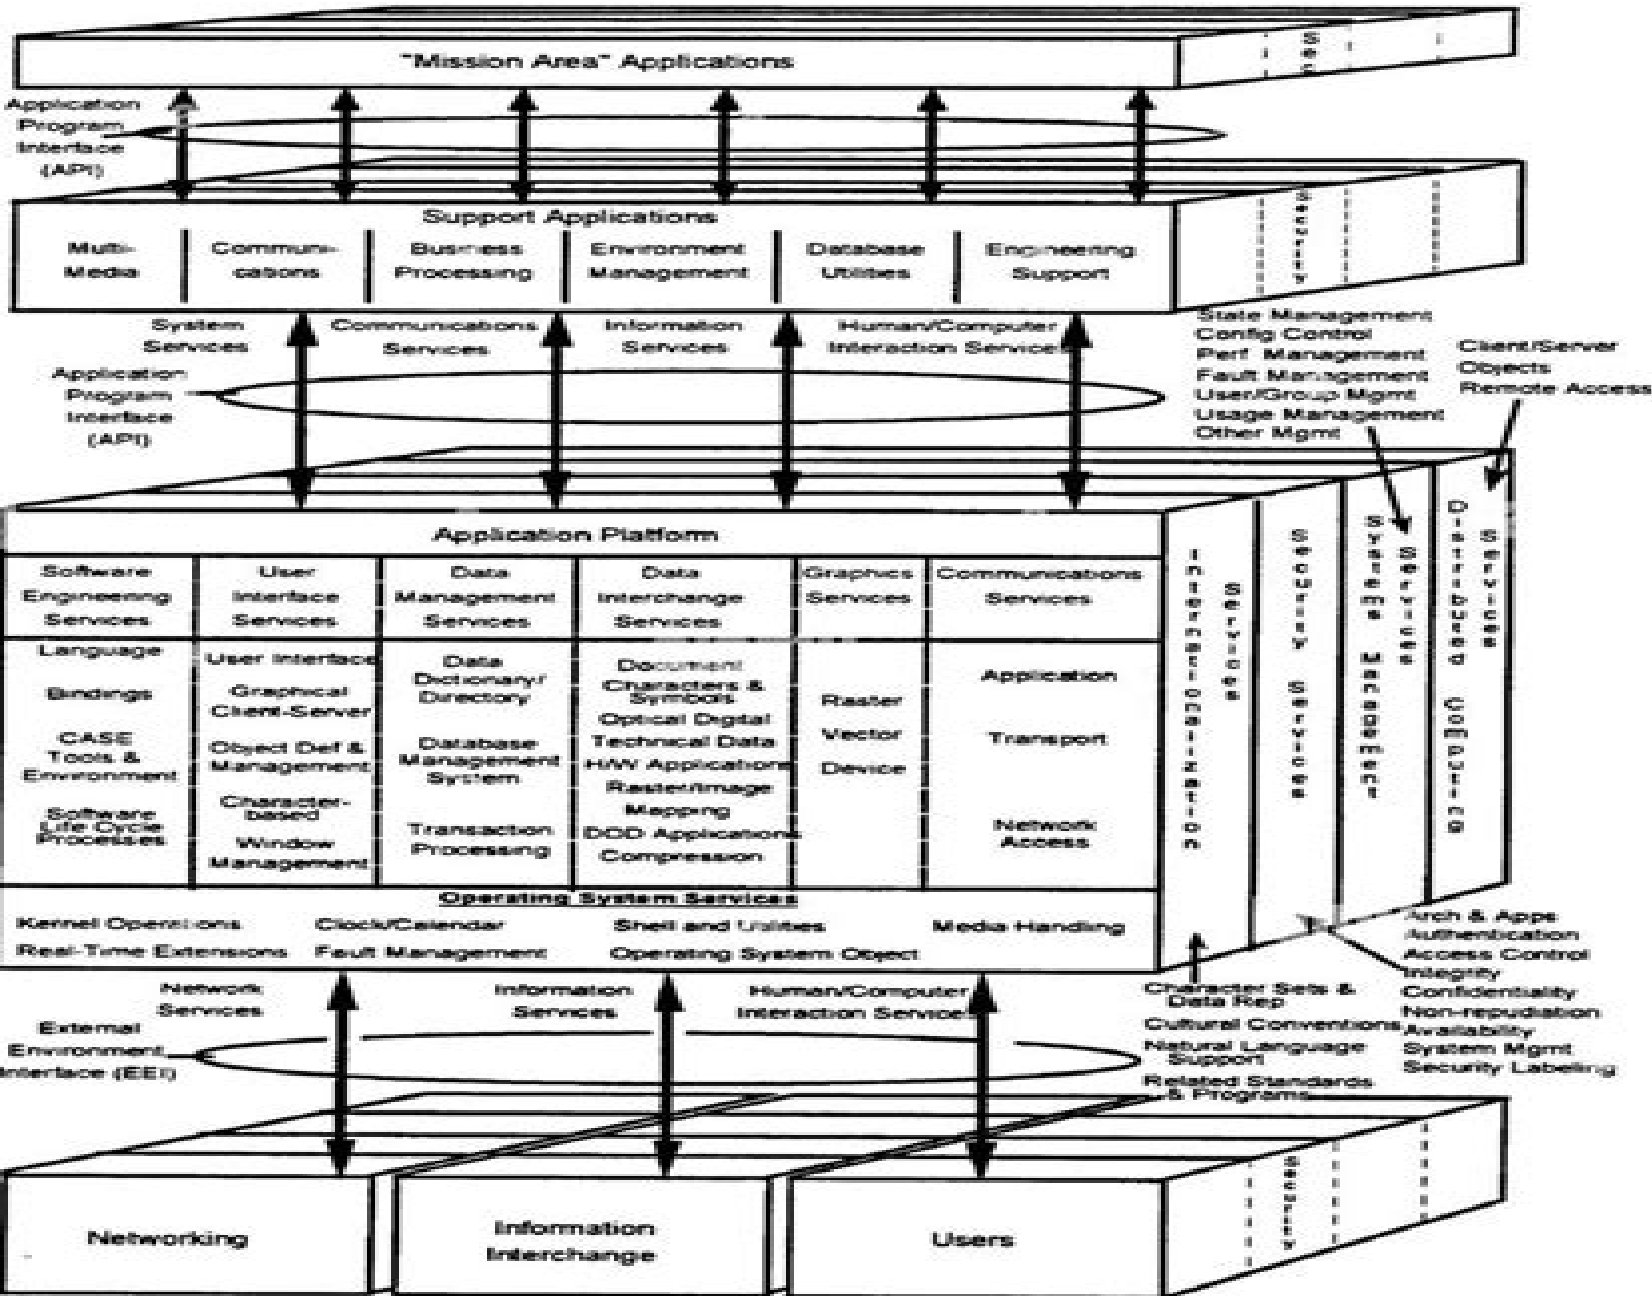 "Mission Area" Applications
Sec
Application
Program
Interface
(API)
Support Applications
Multi-
Media
Communi-
cations
Business
Processing
Environment
Management
Database
Utilities
Engineering
Support
Security
System
Services
Communications
Services
Information
Services
Human/Computer
Interaction Services
Application
Program
Interface
(API)
State Management
Config Control
Perf Management
Fault Management
User/Group Mgmt
Usage Management
Other Mgmt
Client/Server
Objects
Remote Access
Application Platform
Software
Engineering
Services
User
Interface
Services
Data
Management
Services
Data
Interchange
Services
Graphics
Services
Communications
Services
Language
Bindings
CASE
Tools &
Environment
Software
Life Cycle
Processes
User Interface
Graphical
Client-Server
Object Def &
Management
Character-
based
Window
Management
Data
Dictionary/
Directory
Database
Management
System
Transaction
Processing
Document
Characters &
Symbols
Optical Digital
Technical Data
H/W Applications
Raster/Image
Mapping
DOD Applications
Compression
Raster
Vector
Device
Application
Transport
Network
Access
Internationalization
Services
Security Services
Systems Management
Services
Distributed Computing
Services
Operating System Services
Kernel Operations
Clock/Calendar
Shell and Utilities
Media Handling
Real-Time Extensions
Fault Management
Operating System Object
Network
Services
Information
Services
Human/Computer
Interaction Services
External
Environment
Interface (EEI)
Character Sets &
Data Rep
Cultural Conventions
Natural Language
Support
Related Standards
& Programs
Arch & Apps
Authentication
Access Control
Integrity
Confidentiality
Non-repudiation
Availability
System Mgmt
Security Labeling
Networking
Information
Interchange
Users
Security